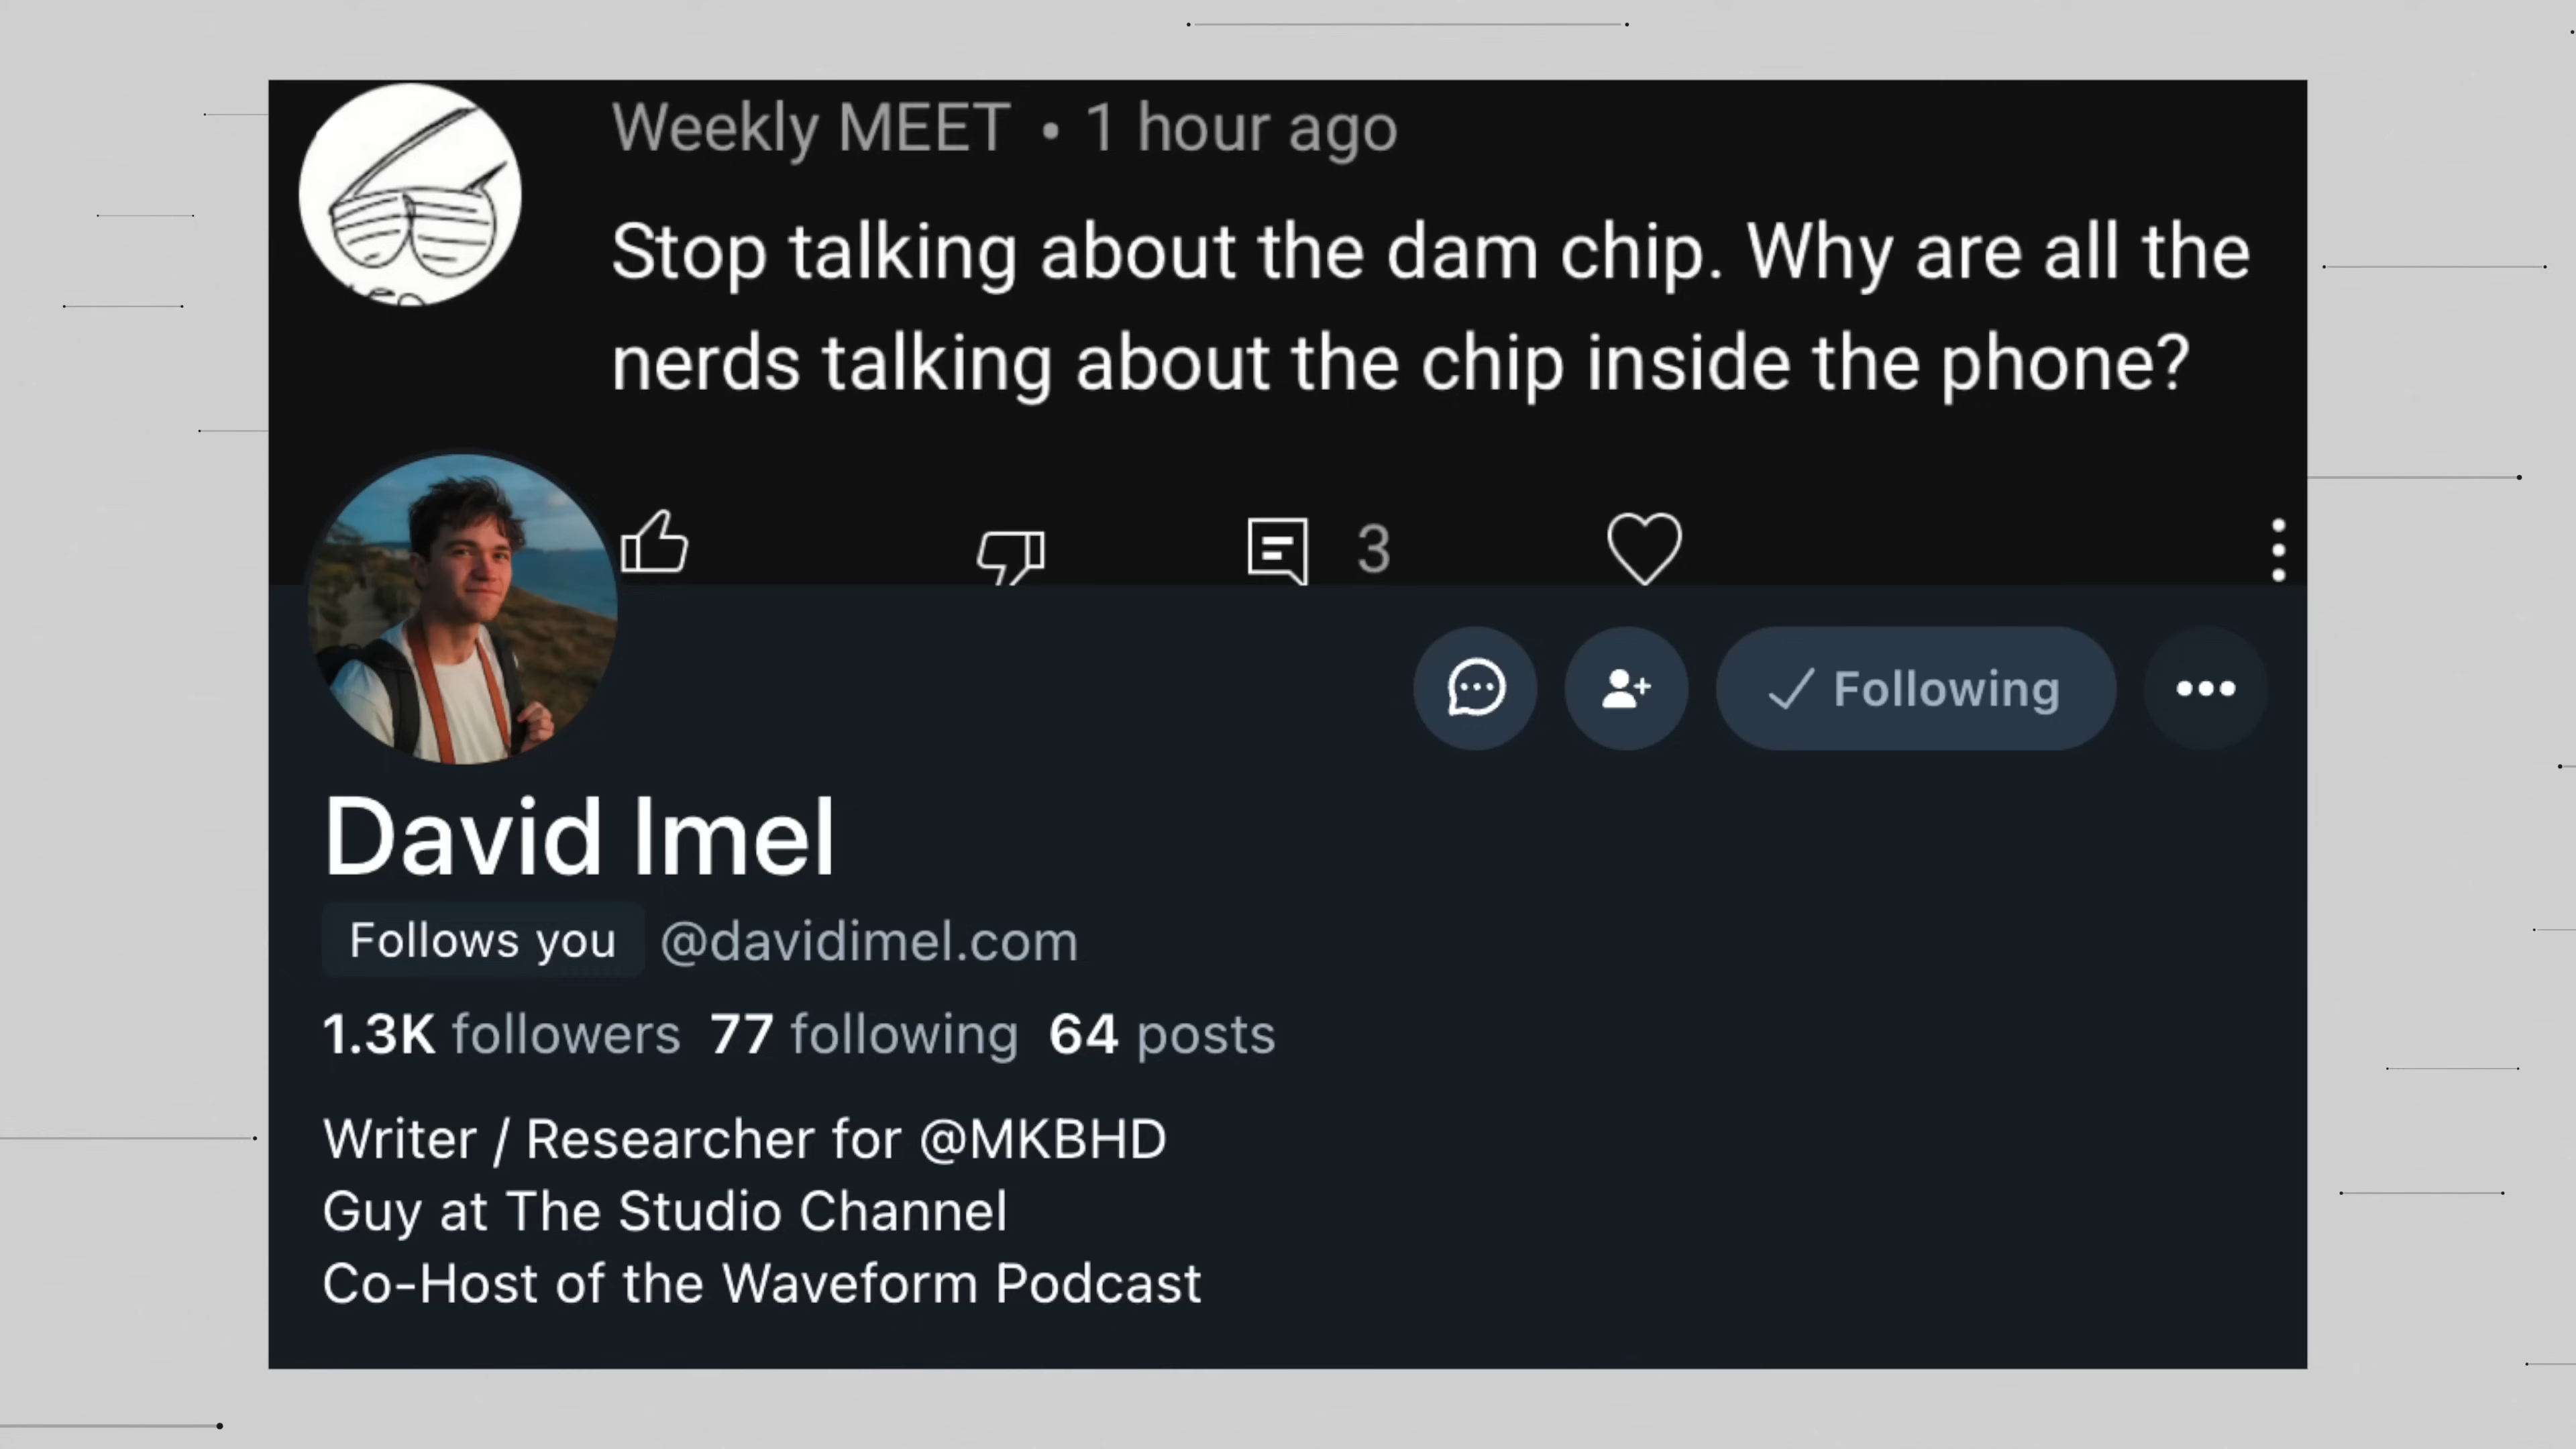 Weekly MEET • 1 hour ago
Stop talking about the dam chip. Why are all the
nerds talking about the chip inside the phone?
3
Following
David Imel
Follows you @davidimel.com
1.3K followers 77 following 64 posts
Writer / Researcher for @MKBHD
Guy at The Studio Channel
Co-Host of the Waveform Podcast